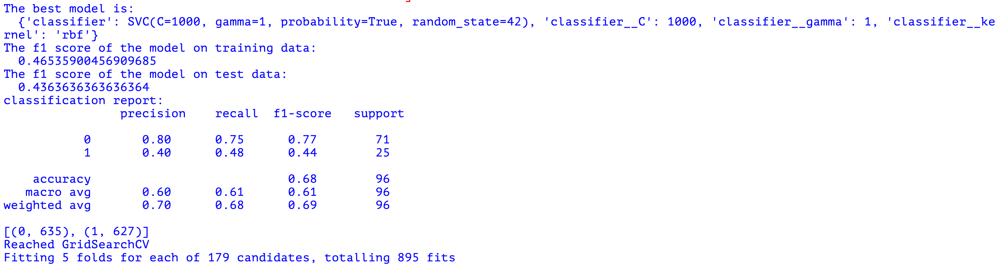 The best model is:
  {'classifier': SVC(C=1000, gamma=1, probability=True, random_state=42), 'classifier__C': 1000, 'classifier__gamma': 1, 'classifier__ke
rnel': 'rbf'}
The f1 score of the model on training data:
  0.46535900456909685
The f1 score of the model on test data:
  0.4363636363636364
classification report:
                precision    recall  f1-score   support

           0       0.80      0.75      0.77        71
           1       0.40      0.48      0.44        25

    accuracy                           0.68        96
   macro avg       0.60      0.61      0.61        96
weighted avg       0.70      0.68      0.69        96

[(0, 635), (1, 627)]
Reached GridSearchCV
Fitting 5 folds for each of 179 candidates, totalling 895 fits